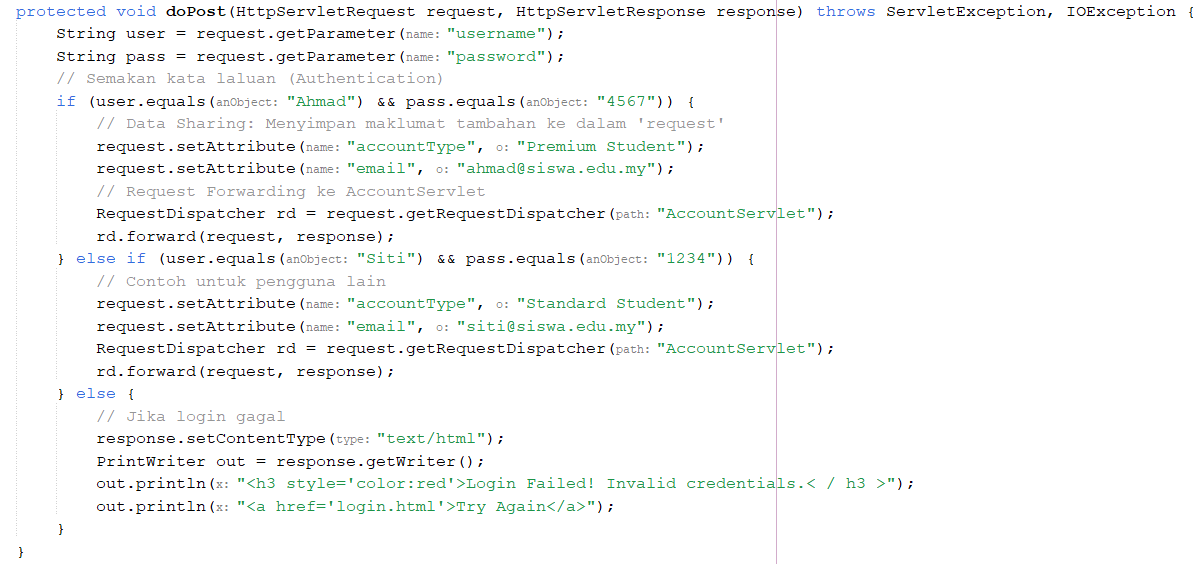 protected void doPost(HttpServletRequest request, HttpServletResponse response) throws ServletException, IOException {
    String user = request.getParameter(name: "username");
    String pass = request.getParameter(name: "password");
    // Semakan kata laluan (Authentication)
    if (user.equals(anObject: "Ahmad") && pass.equals(anObject: "4567")) {
        // Data Sharing: Menyimpan maklumat tambahan ke dalam 'request'
        request.setAttribute(name: "accountType", o: "Premium Student");
        request.setAttribute(name: "email", o: "ahmad@siswa.edu.my");
        // Request Forwarding ke AccountServlet
        RequestDispatcher rd = request.getRequestDispatcher(path: "AccountServlet");
        rd.forward(request, response);
    } else if (user.equals(anObject: "Siti") && pass.equals(anObject: "1234")) {
        // Contoh untuk pengguna lain
        request.setAttribute(name: "accountType", o: "Standard Student");
        request.setAttribute(name: "email", o: "siti@siswa.edu.my");
        RequestDispatcher rd = request.getRequestDispatcher(path: "AccountServlet");
        rd.forward(request, response);
    } else {
        // Jika login gagal
        response.setContentType(type: "text/html");
        PrintWriter out = response.getWriter();
        out.println(x: "<h3 style='color:red'>Login Failed! Invalid credentials.< / h3 >");
        out.println(x: "<a href='login.html'>Try Again</a>");
    }
}